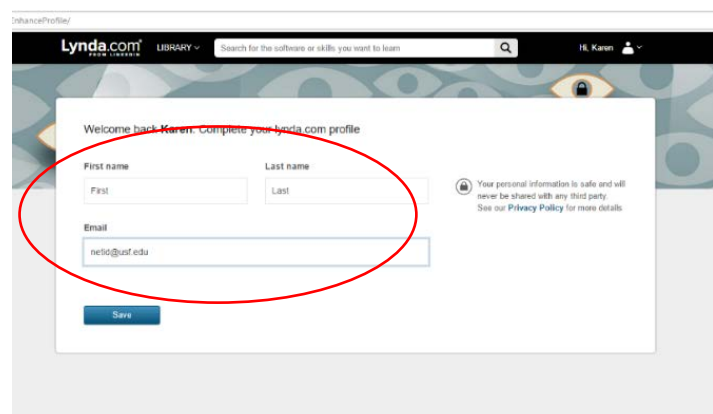 EnhanceProfile/
Lynda.com
FROM LINKEDIN
LIBRARY
Search for the software or skills you want to learn
Hi, Karen
Welcome back Karen. Complete your lynda.com profile
First name
Last name
First
Last
Your personal information is safe and will
never be shared with any third party.
See our Privacy Policy for more details
Email
netid@usf.edu
Save